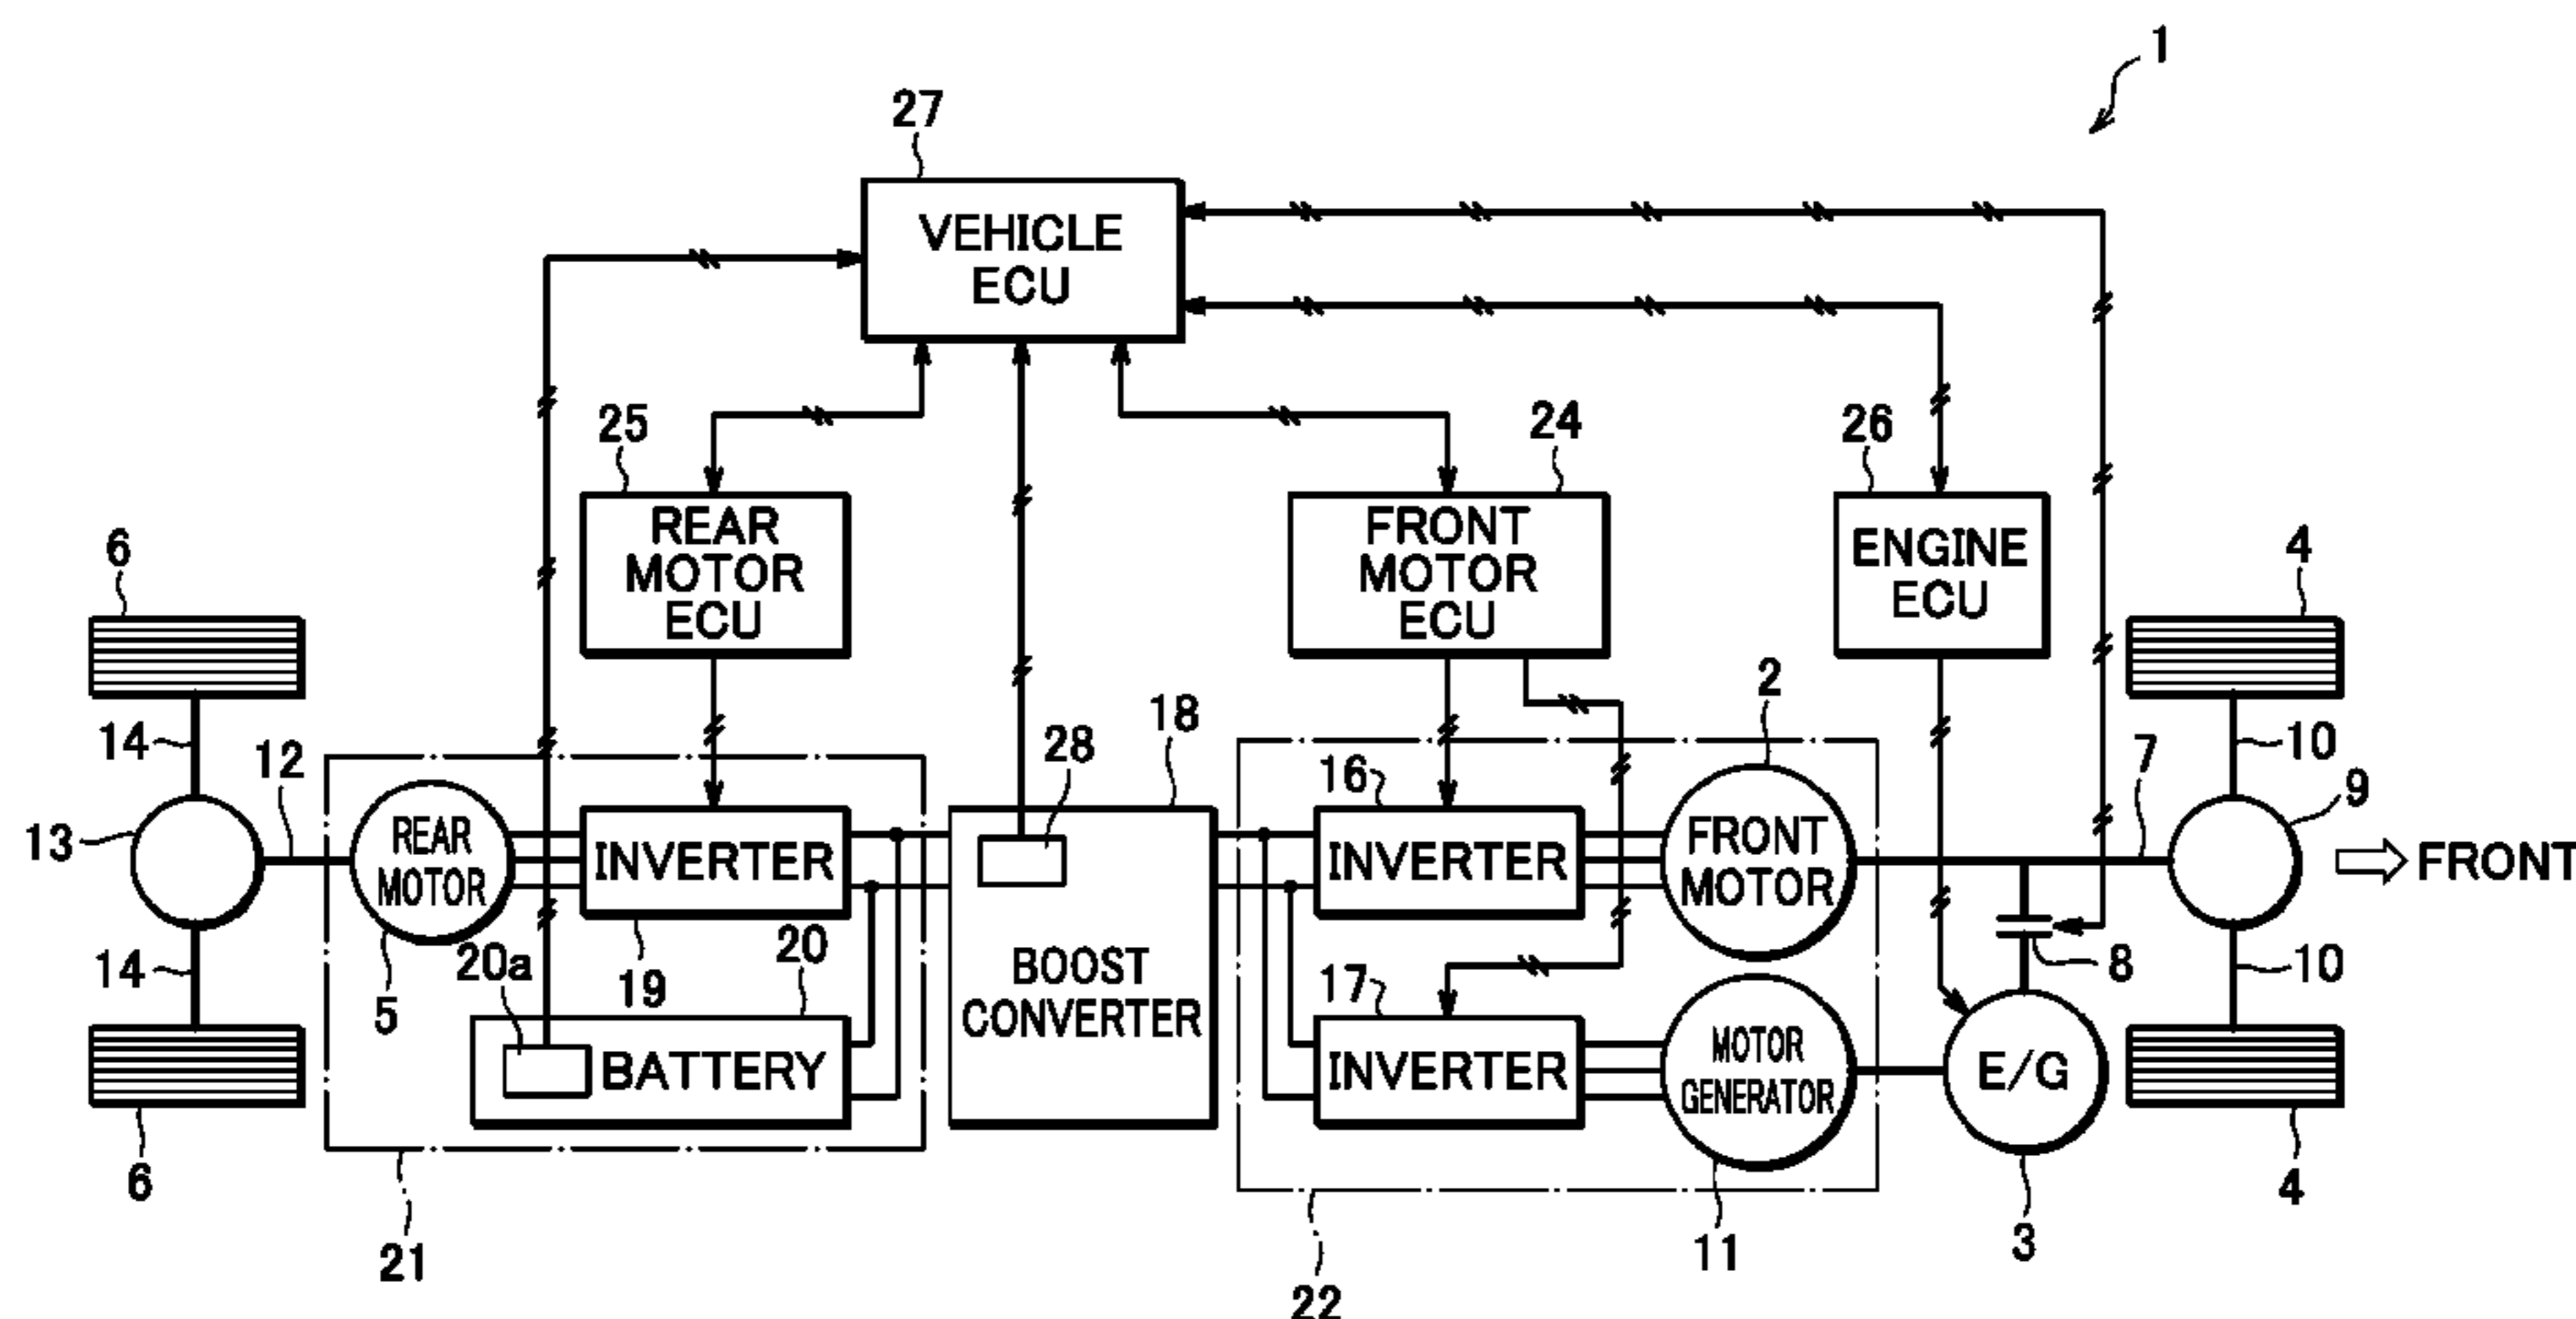 1
27
VEHICLE
ECU
25
24
26
REAR
MOTOR
ECU
FRONT
MOTOR
ECU
ENGINE
ECU
6
4
14
12
18
28
2
16
7
10
9
13
REAR
MOTOR
INVERTER
INVERTER
FRONT
MOTOR
FRONT
14
5
20a
19
20
BOOST
CONVERTER
17
8
10
BATTERY
INVERTER
MOTOR
GENERATOR
E/G
6
21
22
11
3
4